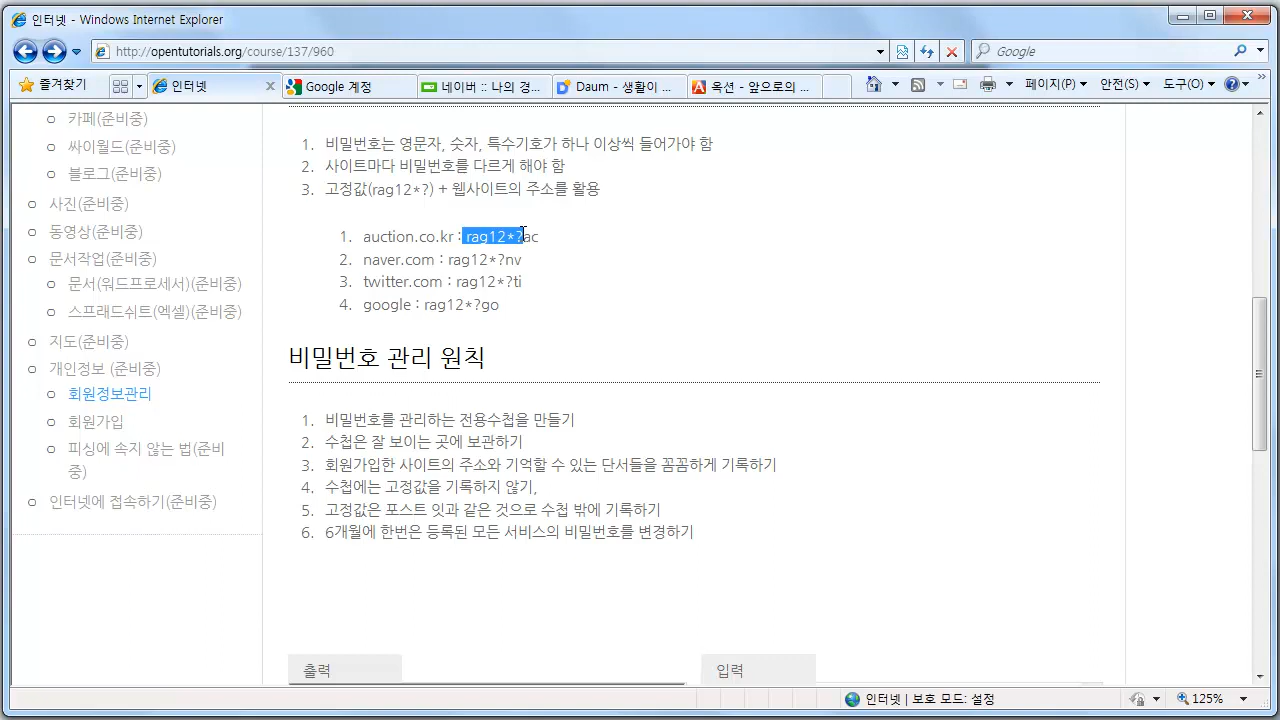 인터넷 - Windows Internet Explorer
http://opentutorials.org/course/137/960
Google
즐겨찾기
인터넷
Google 계정
네이버 :: 나의 경...
Daum - 생활이 ...
옥션 - 앞으로의 ...
페이지(P)
안전(S)
도구(O)
카페(준비중)
싸이월드(준비중)
블로그(준비중)
사진(준비중)
동영상(준비중)
문서작업(준비중)
문서(워드프로세서)(준비중)
스프래드쉬트(엑셀)(준비중)
지도(준비중)
개인정보 (준비중)
회원정보관리
회원가입
피싱에 속지 않는 법(준비
중)
인터넷에 접속하기(준비중)
1. 비밀번호는 영문자, 숫자, 특수기호가 하나 이상씩 들어가야 함
2. 사이트마다 비밀번호를 다르게 해야 함
3. 고정값(rag12*?) + 웹사이트의 주소를 활용
1. auction.co.kr : rag12*?ac
2. naver.com : rag12*?nv
3. twitter.com : rag12*?ti
4. google : rag12*?go
비밀번호 관리 원칙
1. 비밀번호를 관리하는 전용수첩을 만들기
2. 수첩은 잘 보이는 곳에 보관하기
3. 회원가입한 사이트의 주소와 기억할 수 있는 단서들을 꼼꼼하게 기록하기
4. 수첩에는 고정값을 기록하지 않기,
5. 고정값은 포스트 잇과 같은 것으로 수첩 밖에 기록하기
6. 6개월에 한번은 등록된 모든 서비스의 비밀번호를 변경하기
출력
입력
인터넷 | 보호 모드: 설정
125%